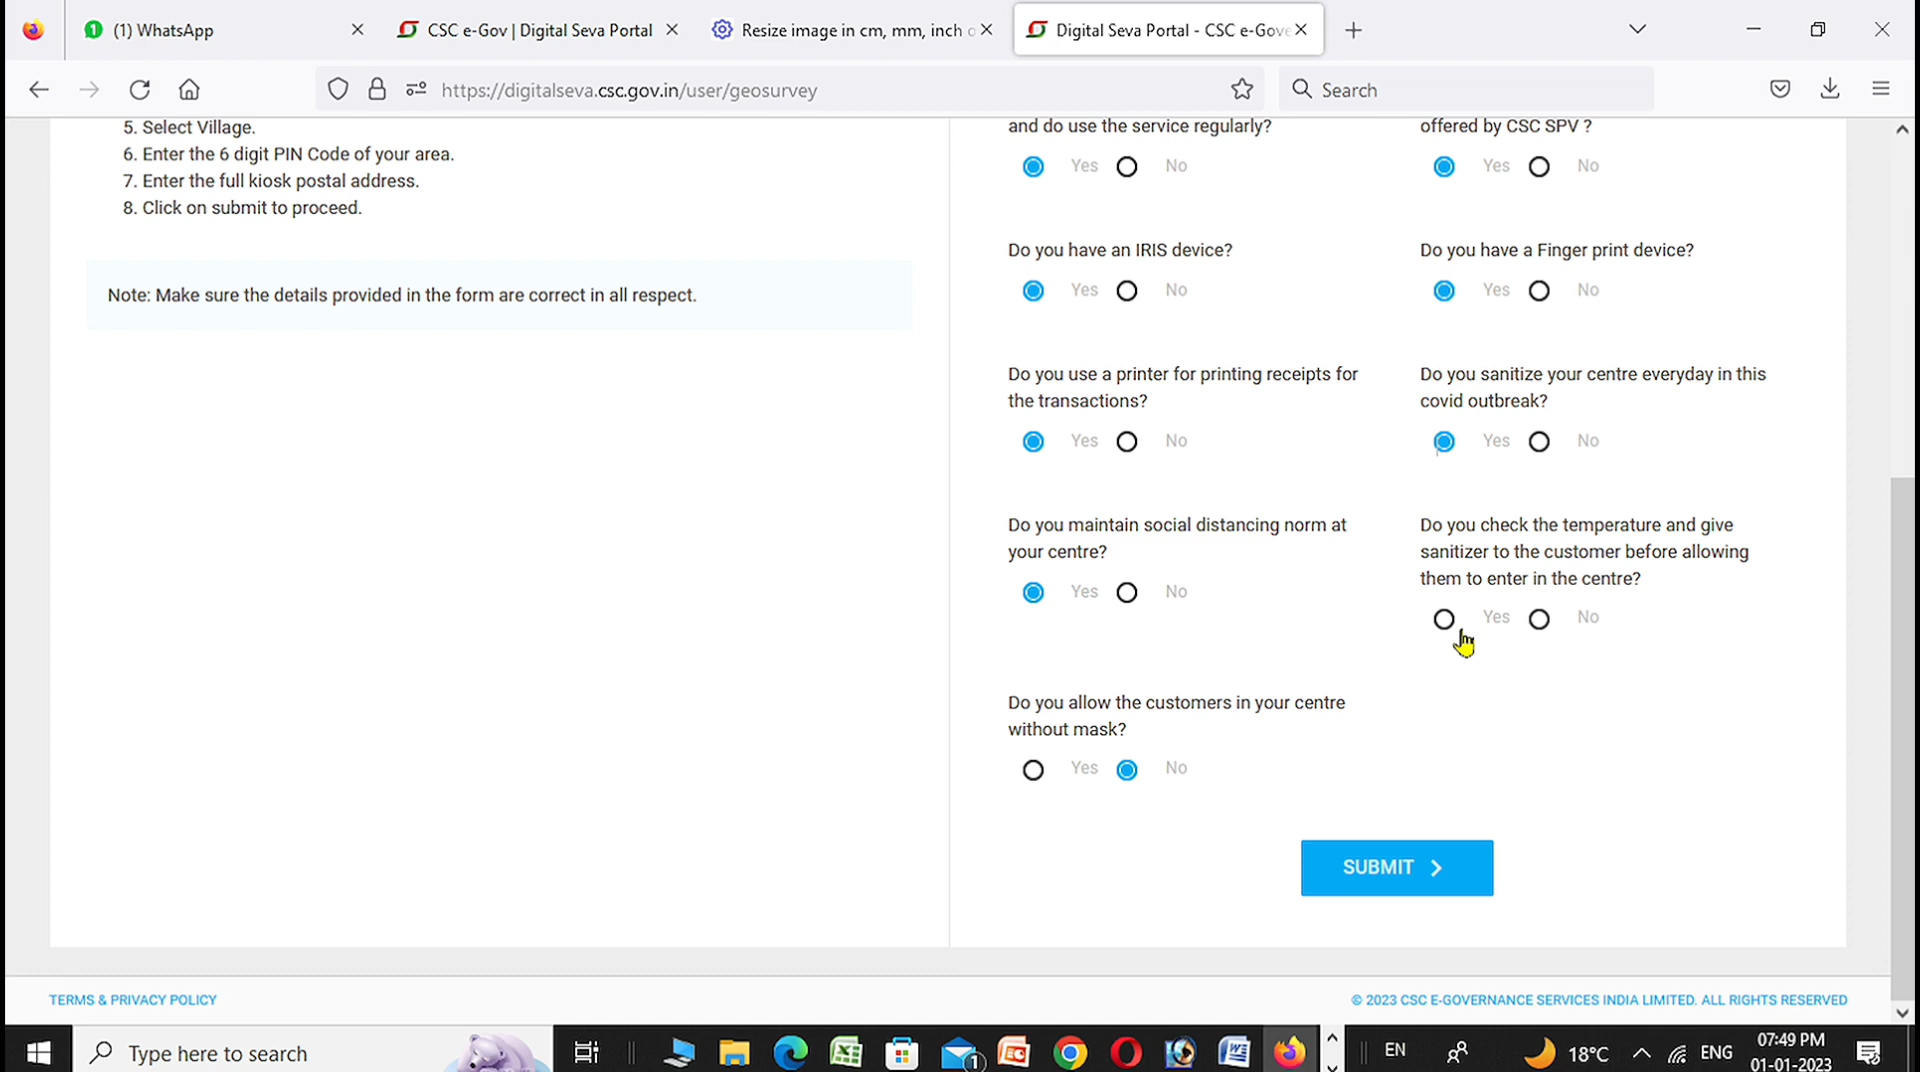 (1) WhatsApp
CSC e-Gov | Digital Seva Portal
Resize image in cm, mm, inch
Digital Seva Portal - CSC e-Gove
https://digitalseva.csc.gov.in/user/geosurvey
Search
5. Select Village.
6. Enter the 6 digit PIN Code of your area.
7. Enter the full kiosk postal address.
8. Click on submit to proceed.
Note: Make sure the details provided in the form are correct in all respect.
and do use the service regularly?
Yes No
offered by CSC SPV ?
Yes No
Do you have an IRIS device?
Yes No
Do you have a Finger print device?
Yes No
Do you use a printer for printing receipts for
the transactions?
Yes No
Do you sanitize your centre everyday in this
covid outbreak?
Yes No
Do you maintain social distancing norm at
your centre?
Yes No
Do you check the temperature and give
sanitizer to the customer before allowing
them to enter in the centre?
Yes No
Do you allow the customers in your centre
without mask?
Yes No
SUBMIT
TERMS & PRIVACY POLICY
© 2023 CSC E-GOVERNANCE SERVICES INDIA LIMITED. ALL RIGHTS RESERVED
Type here to search
1
EN
18°C
ENG
07:49 PM
01-01-2023